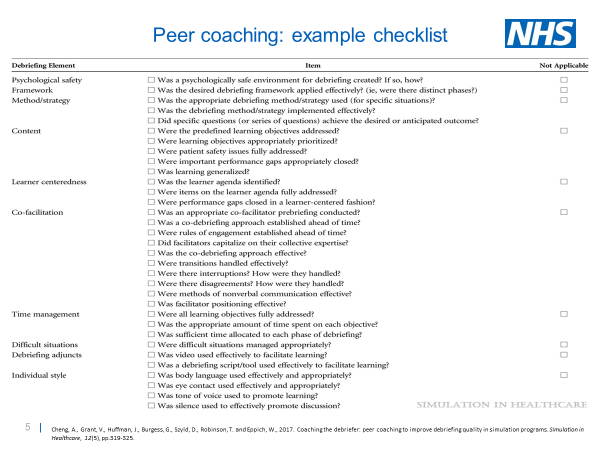 Peer coaching: example checklist
NHS
Debriefing Element Item Not Applicable
Psychological safety ☐ Was a psychologically safe environment for debriefing created? If so, how? ☐
Framework ☐ Was the desired debriefing framework applied effectively? (ie, were there distinct phases?) ☐
Method/strategy ☐ Was the appropriate debriefing method/strategy used (for specific situations)? ☐
☐ Was the debriefing method/strategy implemented effectively?
☐ Did specific questions (or series of questions) achieve the desired or anticipated outcome?
Content ☐ Were the predefined learning objectives addressed? ☐
☐ Were learning objectives appropriately prioritized?
☐ Were patient safety issues fully addressed?
☐ Were important performance gaps appropriately closed?
☐ Was learning generalized?
Learner centeredness ☐ Was the learner agenda identified? ☐
☐ Were items on the learner agenda fully addressed?
☐ Were performance gaps closed in a learner-centered fashion?
Co-facilitation ☐ Was an appropriate co-facilitator prebriefing conducted? ☐
☐ Was a co-debriefing approach established ahead of time?
☐ Were rules of engagement established ahead of time?
☐ Did facilitators capitalize on their collective expertise?
☐ Was the co-debriefing approach effective?
☐ Were transitions handled effectively?
☐ Were there interruptions? How were they handled?
☐ Were there disagreements? How were they handled?
☐ Were methods of nonverbal communication effective?
☐ Was facilitator positioning effective?
Time management ☐ Were all learning objectives fully addressed? ☐
☐ Was the appropriate amount of time spent on each objective?
☐ Was sufficient time allocated to each phase of debriefing?
Difficult situations ☐ Were difficult situations managed appropriately? ☐
Debriefing adjuncts ☐ Was video used effectively to facilitate learning? ☐
☐ Was a debriefing script/tool used effectively to facilitate learning?
Individual style ☐ Was body language used effectively and appropriately? ☐
☐ Was eye contact used effectively and appropriately?
☐ Was tone of voice used to promote learning?
☐ Was silence used to effectively promote discussion?
SIMULATION IN HEALTHCARE
5 | Cheng, A., Grant, V., Huffman, J., Burgess, G., Szyld, D., Robinson, T. and Eppich, W., 2017. Coaching the debriefer: peer coaching to improve debriefing quality in simulation programs. Simulation in
Healthcare, 12(5), pp.319-325.